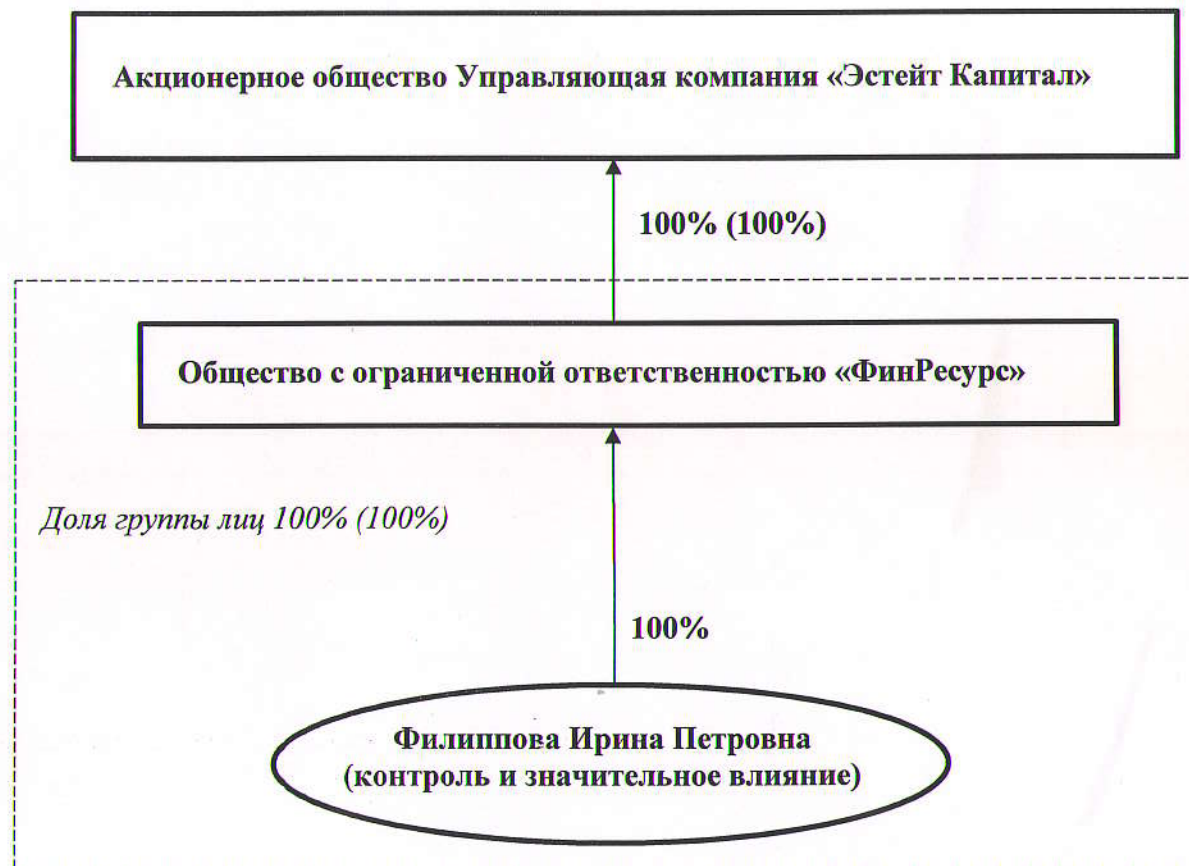 Акционерное общество Управляющая компания «Эстейт Капитал»
100% (100%)
Общество с ограниченной ответственностью «ФинРесурс»
Доля группы лиц 100% (100%)
100%
Филиппова Ирина Петровна
(контроль и значительное влияние)